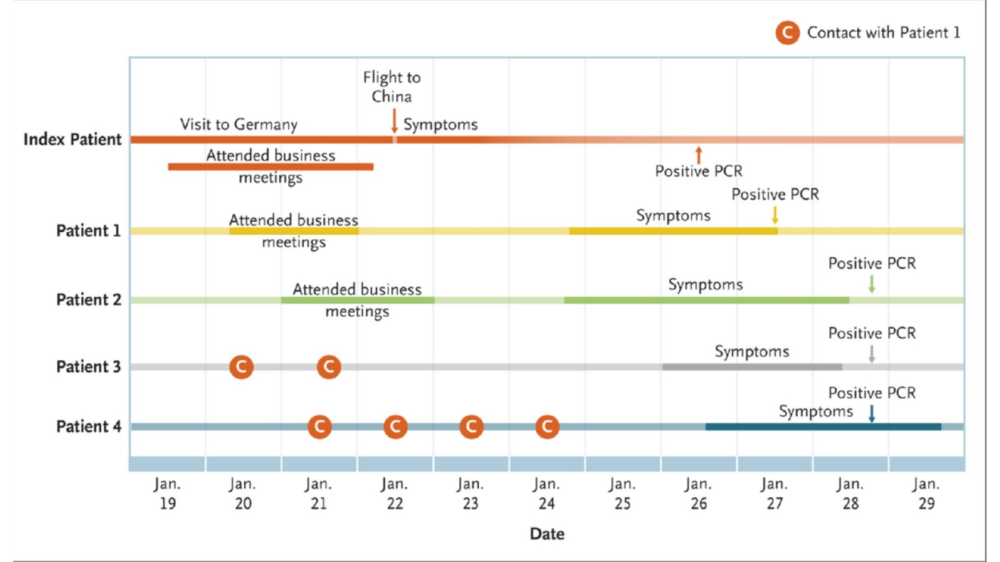 C Contact with Patient 1
Flight to
China
Visit to Germany
Symptoms
Index Patient
Attended business
meetings
Positive PCR
Positive PCR
Symptoms
Attended business
Patient 1
meetings
Positive PCR
Symptoms
Attended business
Patient 2
meetings
Positive PCR
Symptoms
Patient 3
C
C
Positive PCR
Symptoms
Patient 4
C
C
C
C
Jan. Jan. Jan. Jan. Jan. Jan. Jan. Jan. Jan. Jan. Jan.
19 20 21 22 23 24 25 26 27 28 29
Date